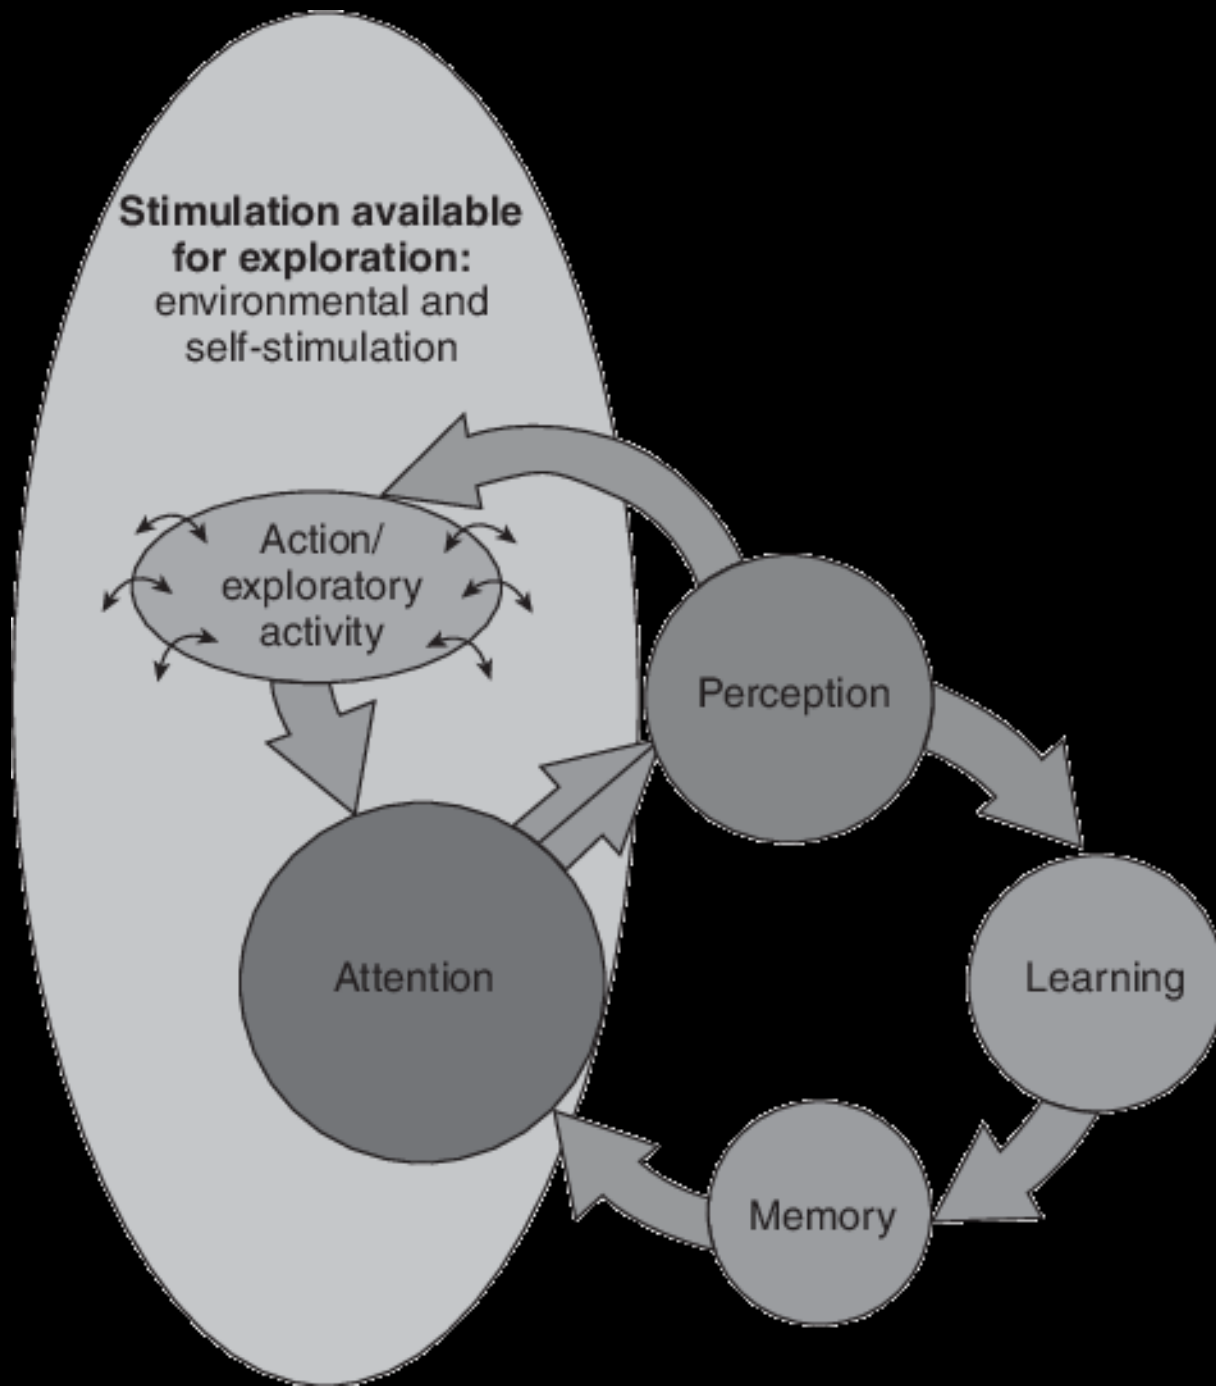 Stimulation available
for exploration:
environmental and
self-stimulation
Action/
exploratory
activity
Perception
Attention
Learning
Memory